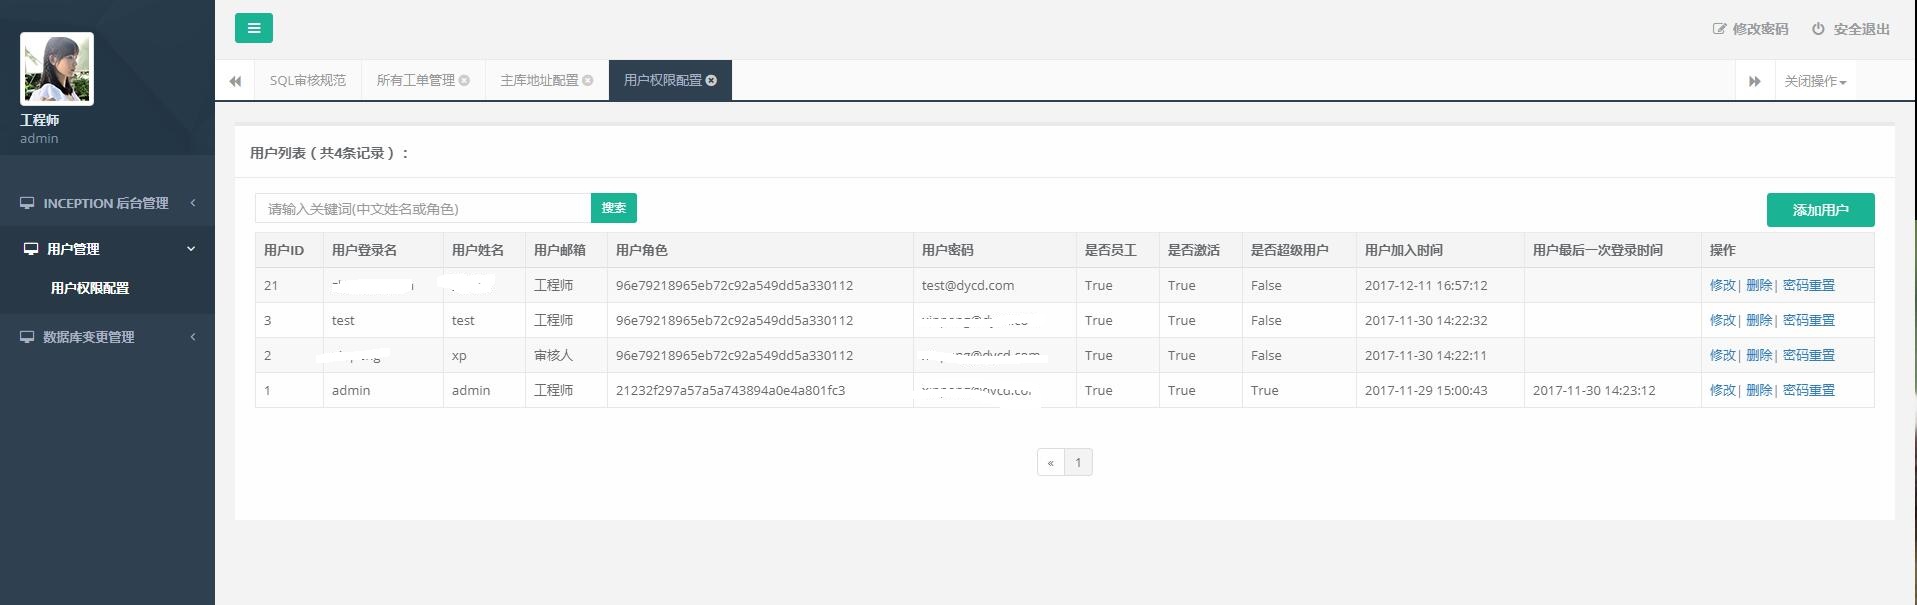 修改密码 安全退出
SQL审核规范 所有工单管理 主库地址配置 用户权限配置 关闭操作
工程师
admin
INCEPTION 后台管理
用户管理
用户权限配置
数据库变更管理
用户列表（共4条记录）：
请输入关键词(中文姓名或角色) 搜索 添加用户
用户ID 用户登录名 用户姓名 用户邮箱 用户角色 用户密码 是否员工 是否激活 是否超级用户 用户加入时间 用户最后一次登录时间 操作
21 工程师 96e79218965eb72c92a549dd5a330112 test@dycd.com True True False 2017-12-11 16:57:12 修改| 删除| 密码重置
3 test test 工程师 96e79218965eb72c92a549dd5a330112 True True False 2017-11-30 14:22:32 修改| 删除| 密码重置
2 xp 审核人 96e79218965eb72c92a549dd5a330112 True True False 2017-11-30 14:22:11 修改| 删除| 密码重置
1 admin admin 工程师 21232f297a57a5a743894a0e4a801fc3 True True True 2017-11-29 15:00:43 2017-11-30 14:23:12 修改| 删除| 密码重置
« 1